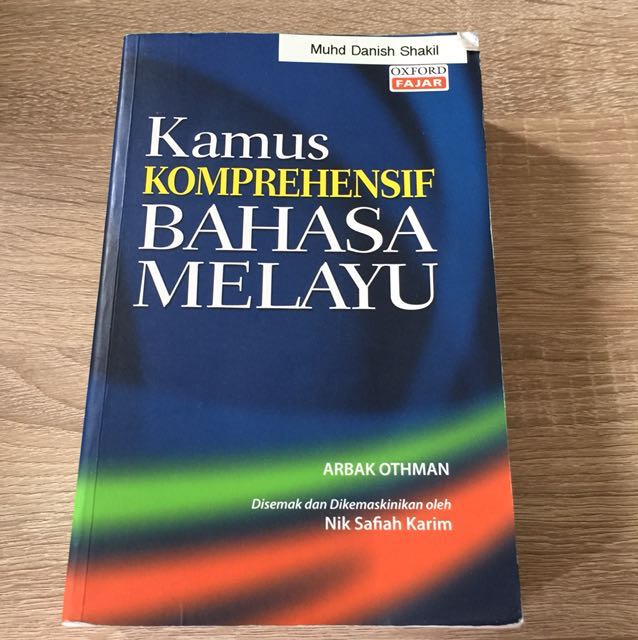 Muhd Danish Shakil
OXFORD
FAJAR
Kamus
KOMPREHENSIF
BAHASA
MELAYU
ARBAK OTHMAN
Disemak dan Dikemaskinikan oleh
Nik Safiah Karim